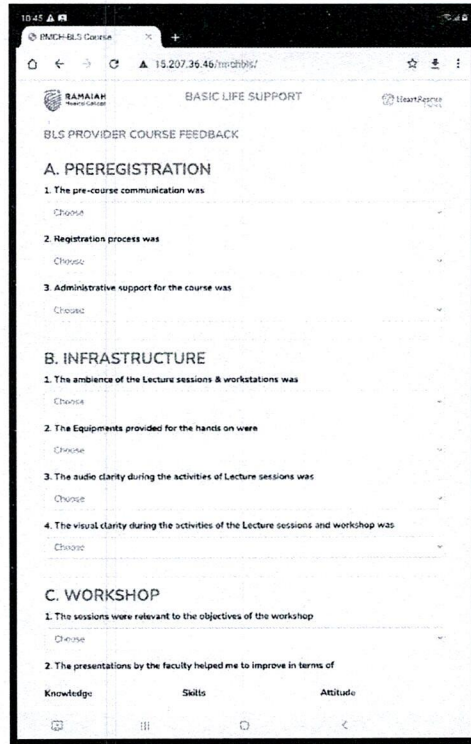 10:45
BMCH-BLS Course × +
15.207.36.46/mschbls/
RAMAIAH
Medical College
BASIC LIFE SUPPORT
HeartRescue
BLS PROVIDER COURSE FEEDBACK
A. PREREGISTRATION
1. The pre-course communication was
Choose
2. Registration process was
Choose
3. Administrative support for the course was
Choose
B. INFRASTRUCTURE
1. The ambience of the Lecture sessions & workstations was
Choose
2. The Equipments provided for the hands on were
Choose
3. The audio clarity during the activities of Lecture sessions was
Choose
4. The visual clarity during the activities of the Lecture sessions and workshop was
Choose
C. WORKSHOP
1. The sessions were relevant to the objectives of the workshop
Choose
2. The presentations by the faculty helped me to improve in terms of
Knowledge Skills Attitude